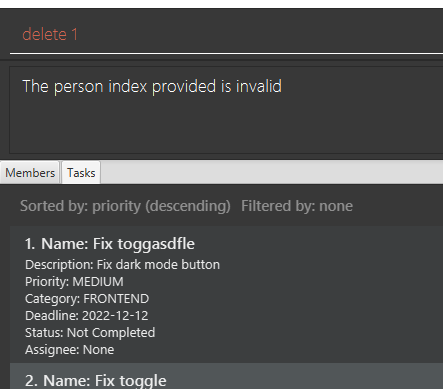 delete 1
The person index provided is invalid
Members Tasks
Sorted by: priority (descending) Filtered by: none
1. Name: Fix toggasdfle
Description: Fix dark mode button
Priority: MEDIUM
Category: FRONTEND
Deadline: 2022-12-12
Status: Not Completed
Assignee: None
2. Name: Fix toggle